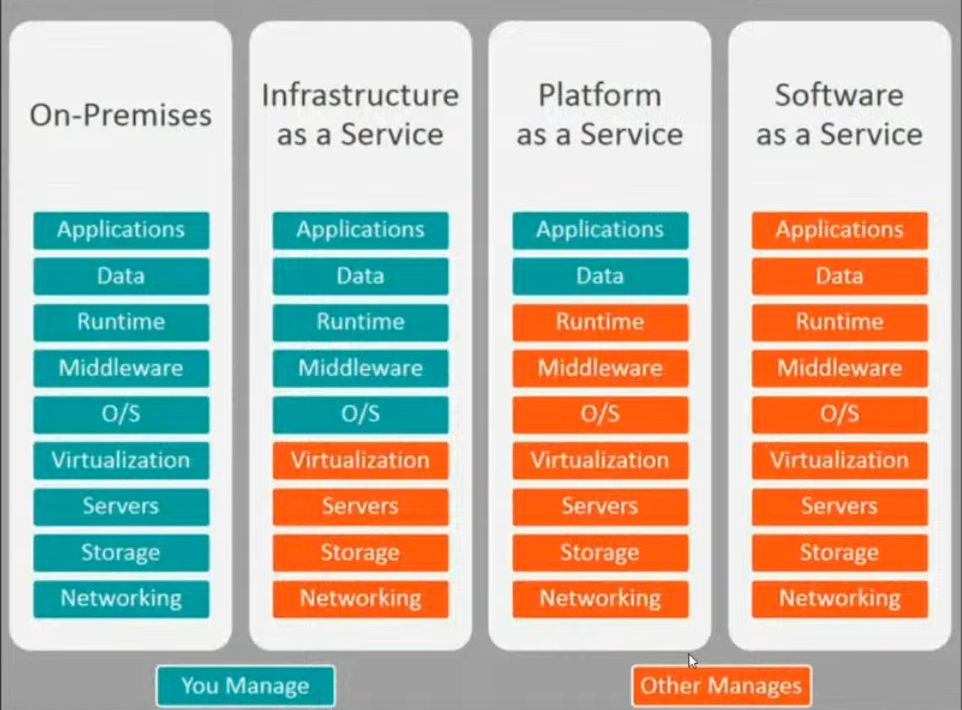 On-Premises
Applications
Data
Runtime
Middleware
O/S
Virtualization
Servers
Storage
Networking
Infrastructure
as a Service
Applications
Data
Runtime
Middleware
O/S
Virtualization
Servers
Storage
Networking
Platform
as a Service
Applications
Data
Runtime
Middleware
O/S
Virtualization
Servers
Storage
Networking
Software
as a Service
Applications
Data
Runtime
Middleware
O/S
Virtualization
Servers
Storage
Networking
You Manage
Other Manages